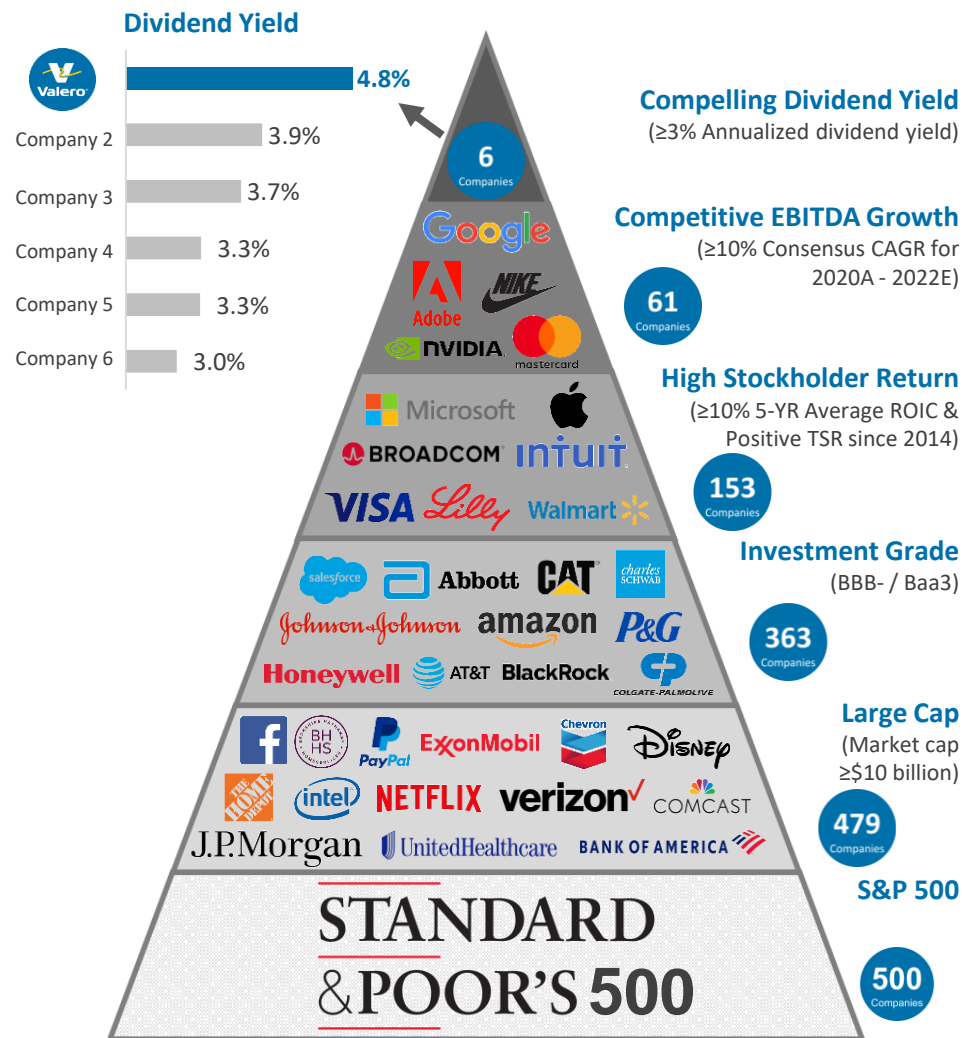 Dividend Yield
Valero
4.8%
Company 2
3.9%
Company 3
3.7%
Company 4
3.3%
Company 5
3.3%
Company 6
3.0%
6
Companies
Compelling Dividend Yield
(≥3% Annualized dividend yield)
Google
Adobe
NIKE
NVIDIA.
mastercard
Competitive EBITDA Growth
(≥10% Consensus CAGR for
2020A - 2022E)
61
Companies
Microsoft
BROADCOM
intuit.
VISA
Lilly
Walmart
High Stockholder Return
(≥10% 5-YR Average ROIC &
Positive TSR since 2014)
153
Companies
salesforce
Abbott
CAT
charles
SCHWAB
Johnson & Johnson
amazon
P&G
Honeywell
AT&T
BlackRock
CP
COLGATE-PALMOLIVE
Investment Grade
(BBB- / Baa3)
363
Companies
f
BERKSHIRE HATHAWAY
BH
HS
HOMESERVICES
PayPal
ExxonMobil
Chevron
Disney
THE
HOME
DEPOT
intel
NETFLIX
verizon✓
COMCAST
J.P.Morgan
UnitedHealthcare
BANK OF AMERICA
Large Cap
(Market cap
≥$10 billion)
479
Companies
S&P 500
STANDARD
&POOR'S 500
500
Companies